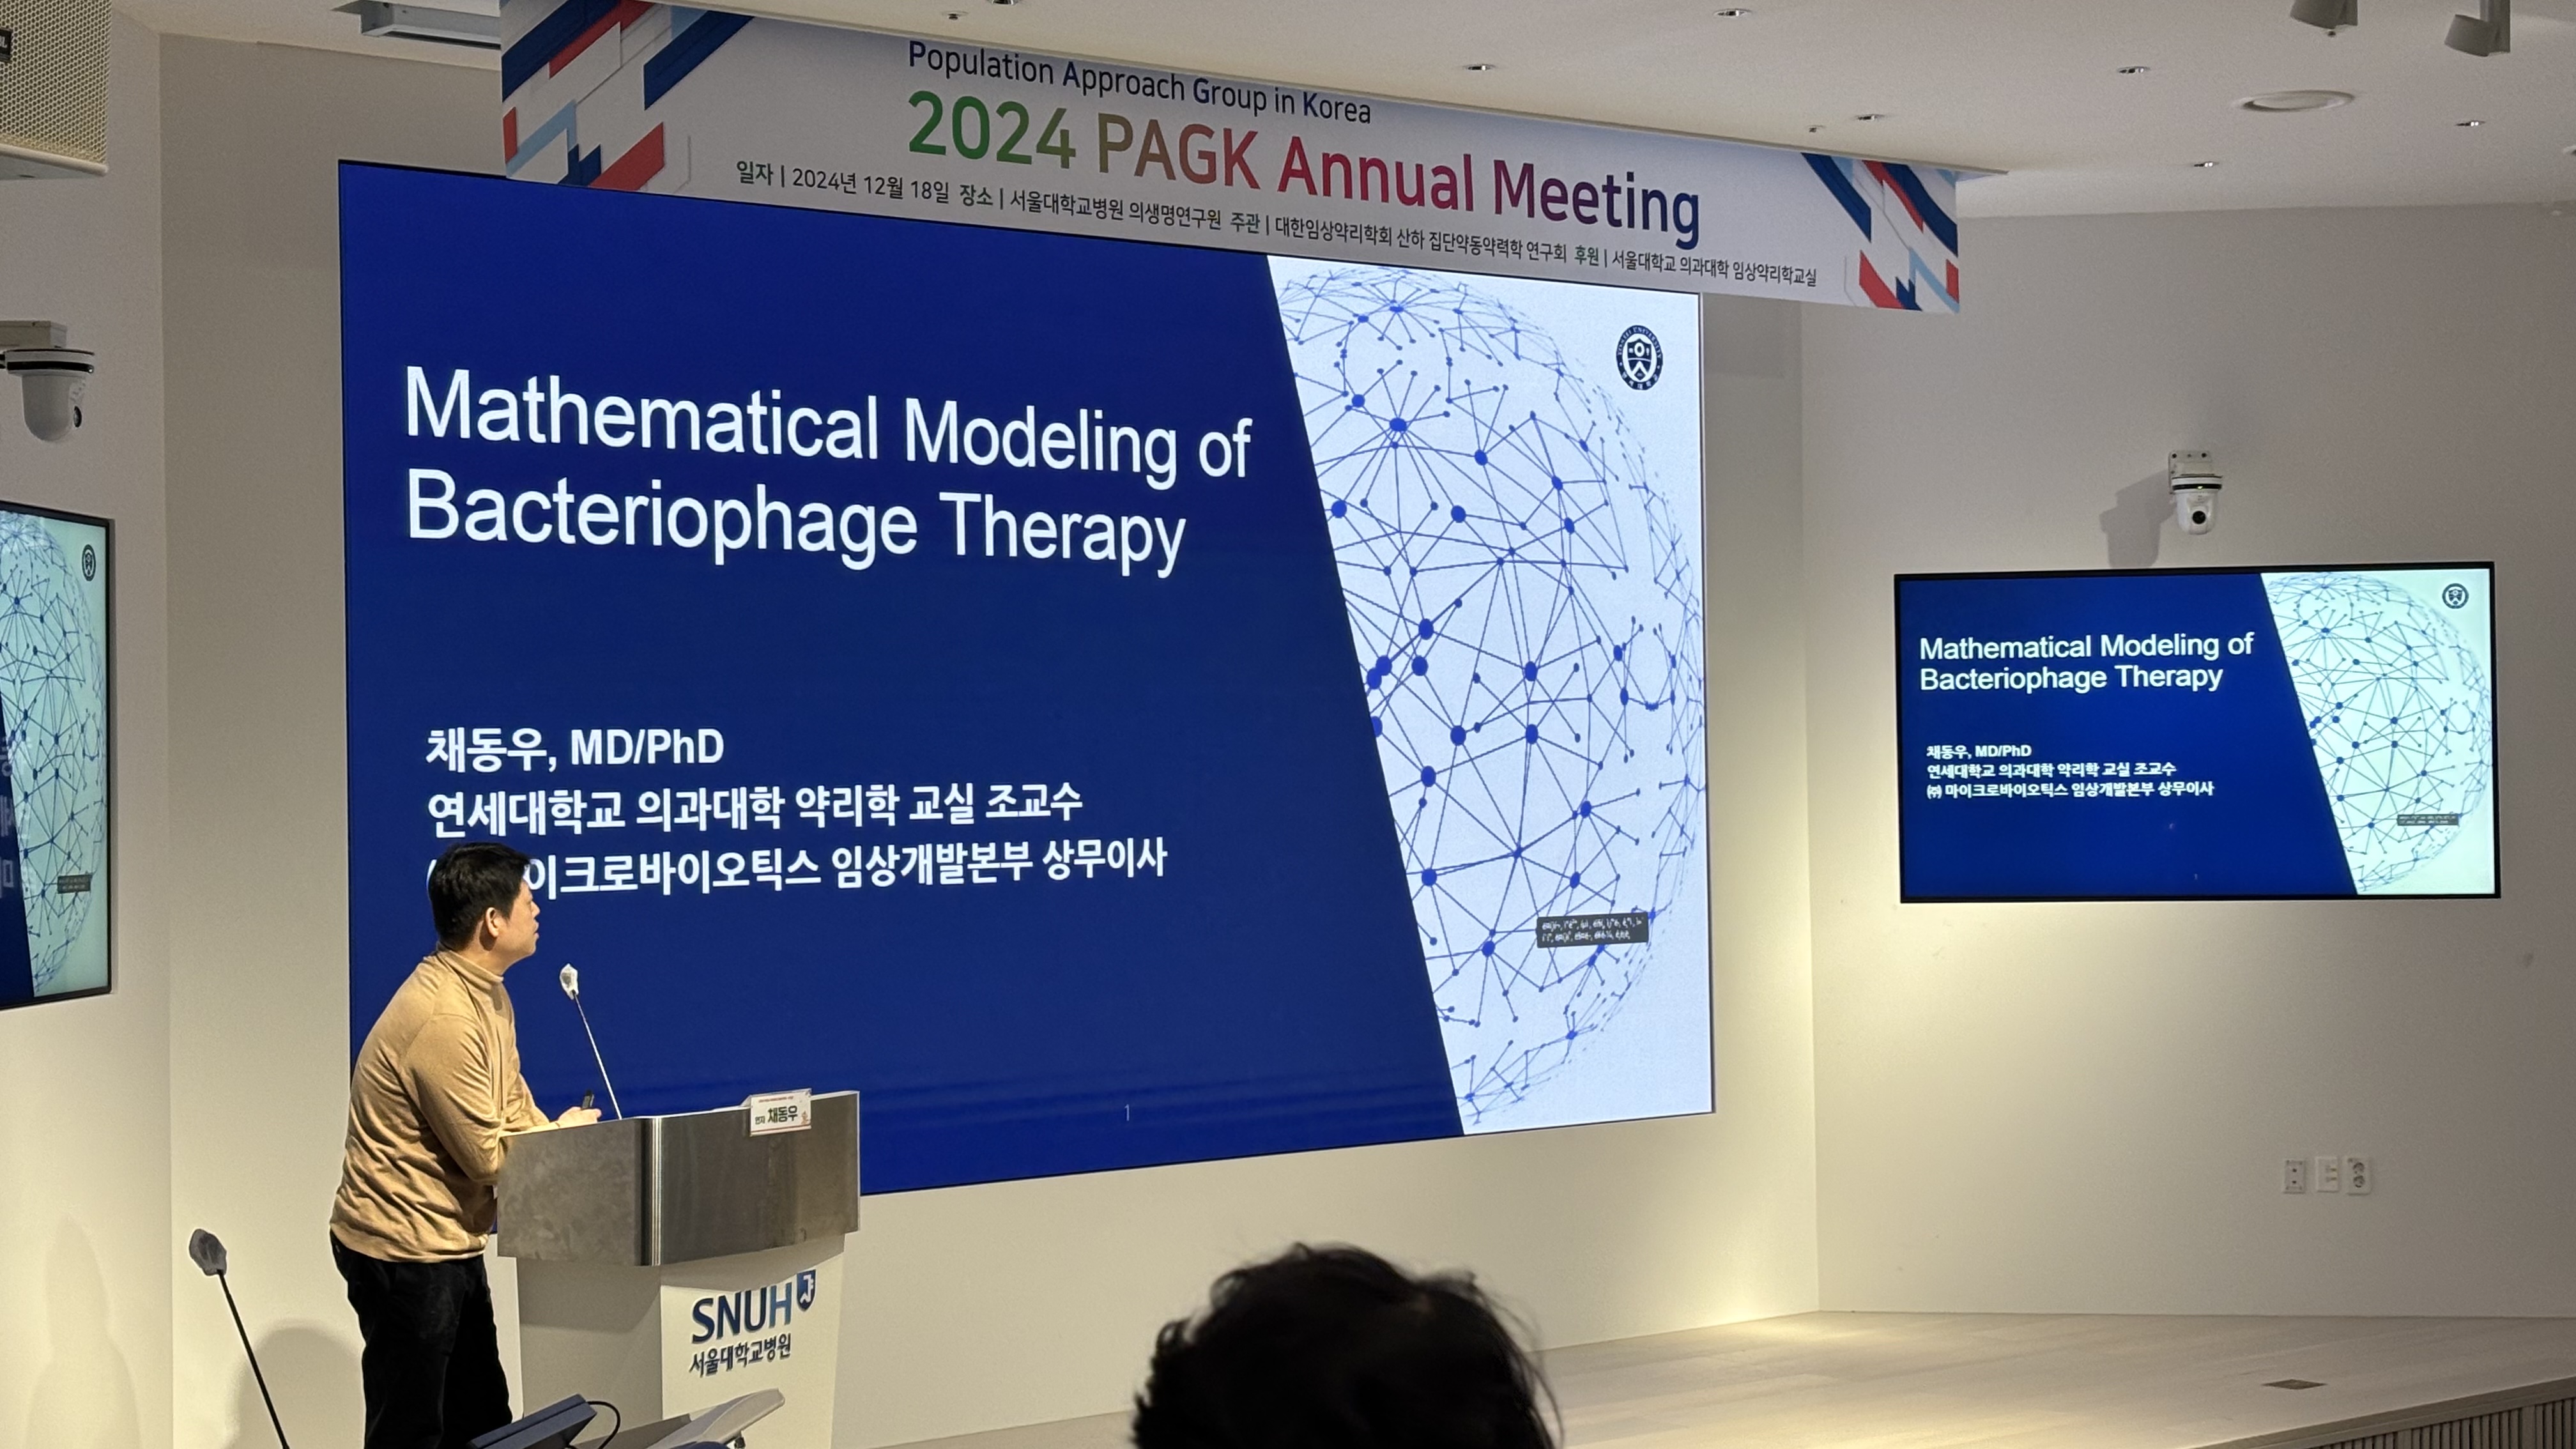 Population Approach Group in Korea
2024 PAGK Annual Meeting
일자 | 2024년 12월 18일 장소 | 서울대학교병원 의생명연구원 주관 | 대한임상약리학회 산하 집단약동약력학 연구회 후원 | 서울대학교 의과대학 임상약리학교실
Mathematical Modeling of
Bacteriophage Therapy
채동우, MD/PhD
연세대학교 의과대학 약리학 교실 조교수
이크로바이오틱스 임상개발본부 상무이사
1
Mathematical Modeling of
Bacteriophage Therapy
채동우, MD/PhD
연세대학교 의과대학 약리학 교실 조교수
㈜ 마이크로바이오틱스 임상개발본부 상무이사
연자 채동우
SNUH
서울대학교병원